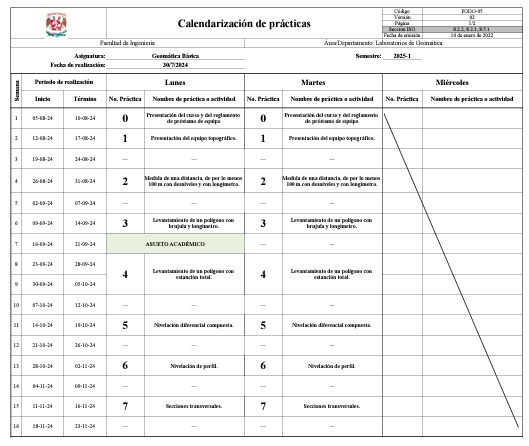 Calendarización de prácticas
Código FODO-05
Versión 02
Página 1/2
Sección ISO 8.2.2, 8.2.3, 8.5.1
Fecha de emisión 10 de enero de 2022
Facultad de Ingeniería Área/Departamento: Laboratorios de Geomática
Asignatura: Geomática Básica Semestre: 2025-1
Fecha de realización: 30/7/2024
Semana Periodo de realización Lunes Martes Miércoles
Inicio Término No. Práctica Nombre de práctica o actividad No. Práctica Nombre de práctica o actividad No. Práctica Nombre de práctica o actividad
1 05-08-24 10-08-24 0 Presentación del curso y del reglamento de préstamo de equipo 0 Presentación del curso y del reglamento de préstamo de equipo
2 12-08-24 17-08-24 1 Presentación del equipo topográfico. 1 Presentación del equipo topográfico.
3 19-08-24 24-08-24 --- --- --- ---
4 26-08-24 31-08-24 2 Medida de una distancia, de por lo menos 100 m con desniveles y con longímetro. 2 Medida de una distancia, de por lo menos 100 m con desniveles y con longímetro.
5 02-09-24 07-09-24 --- --- --- ---
6 09-09-24 14-09-24 3 Levantamiento de un polígono con brújula y longímetro. 3 Levantamiento de un polígono con brújula y longímetro.
7 16-09-24 21-09-24 ASUETO ACADÉMICO --- ---
8 23-09-24 28-09-24 4 Levantamiento de un polígono con estación total. 4 Levantamiento de un polígono con estación total.
9 30-09-24 05-10-24
10 07-10-24 12-10-24 --- --- --- ---
11 14-10-24 19-10-24 5 Nivelación diferencial compuesta. 5 Nivelación diferencial compuesta.
12 21-10-24 26-10-24 --- --- --- ---
13 28-10-24 02-11-24 6 Nivelación de perfil. 6 Nivelación de perfil.
14 04-11-24 09-11-24 --- --- --- ---
15 11-11-24 16-11-24 7 Secciones transversales. 7 Secciones transversales.
16 18-11-24 23-11-24 --- --- --- ---